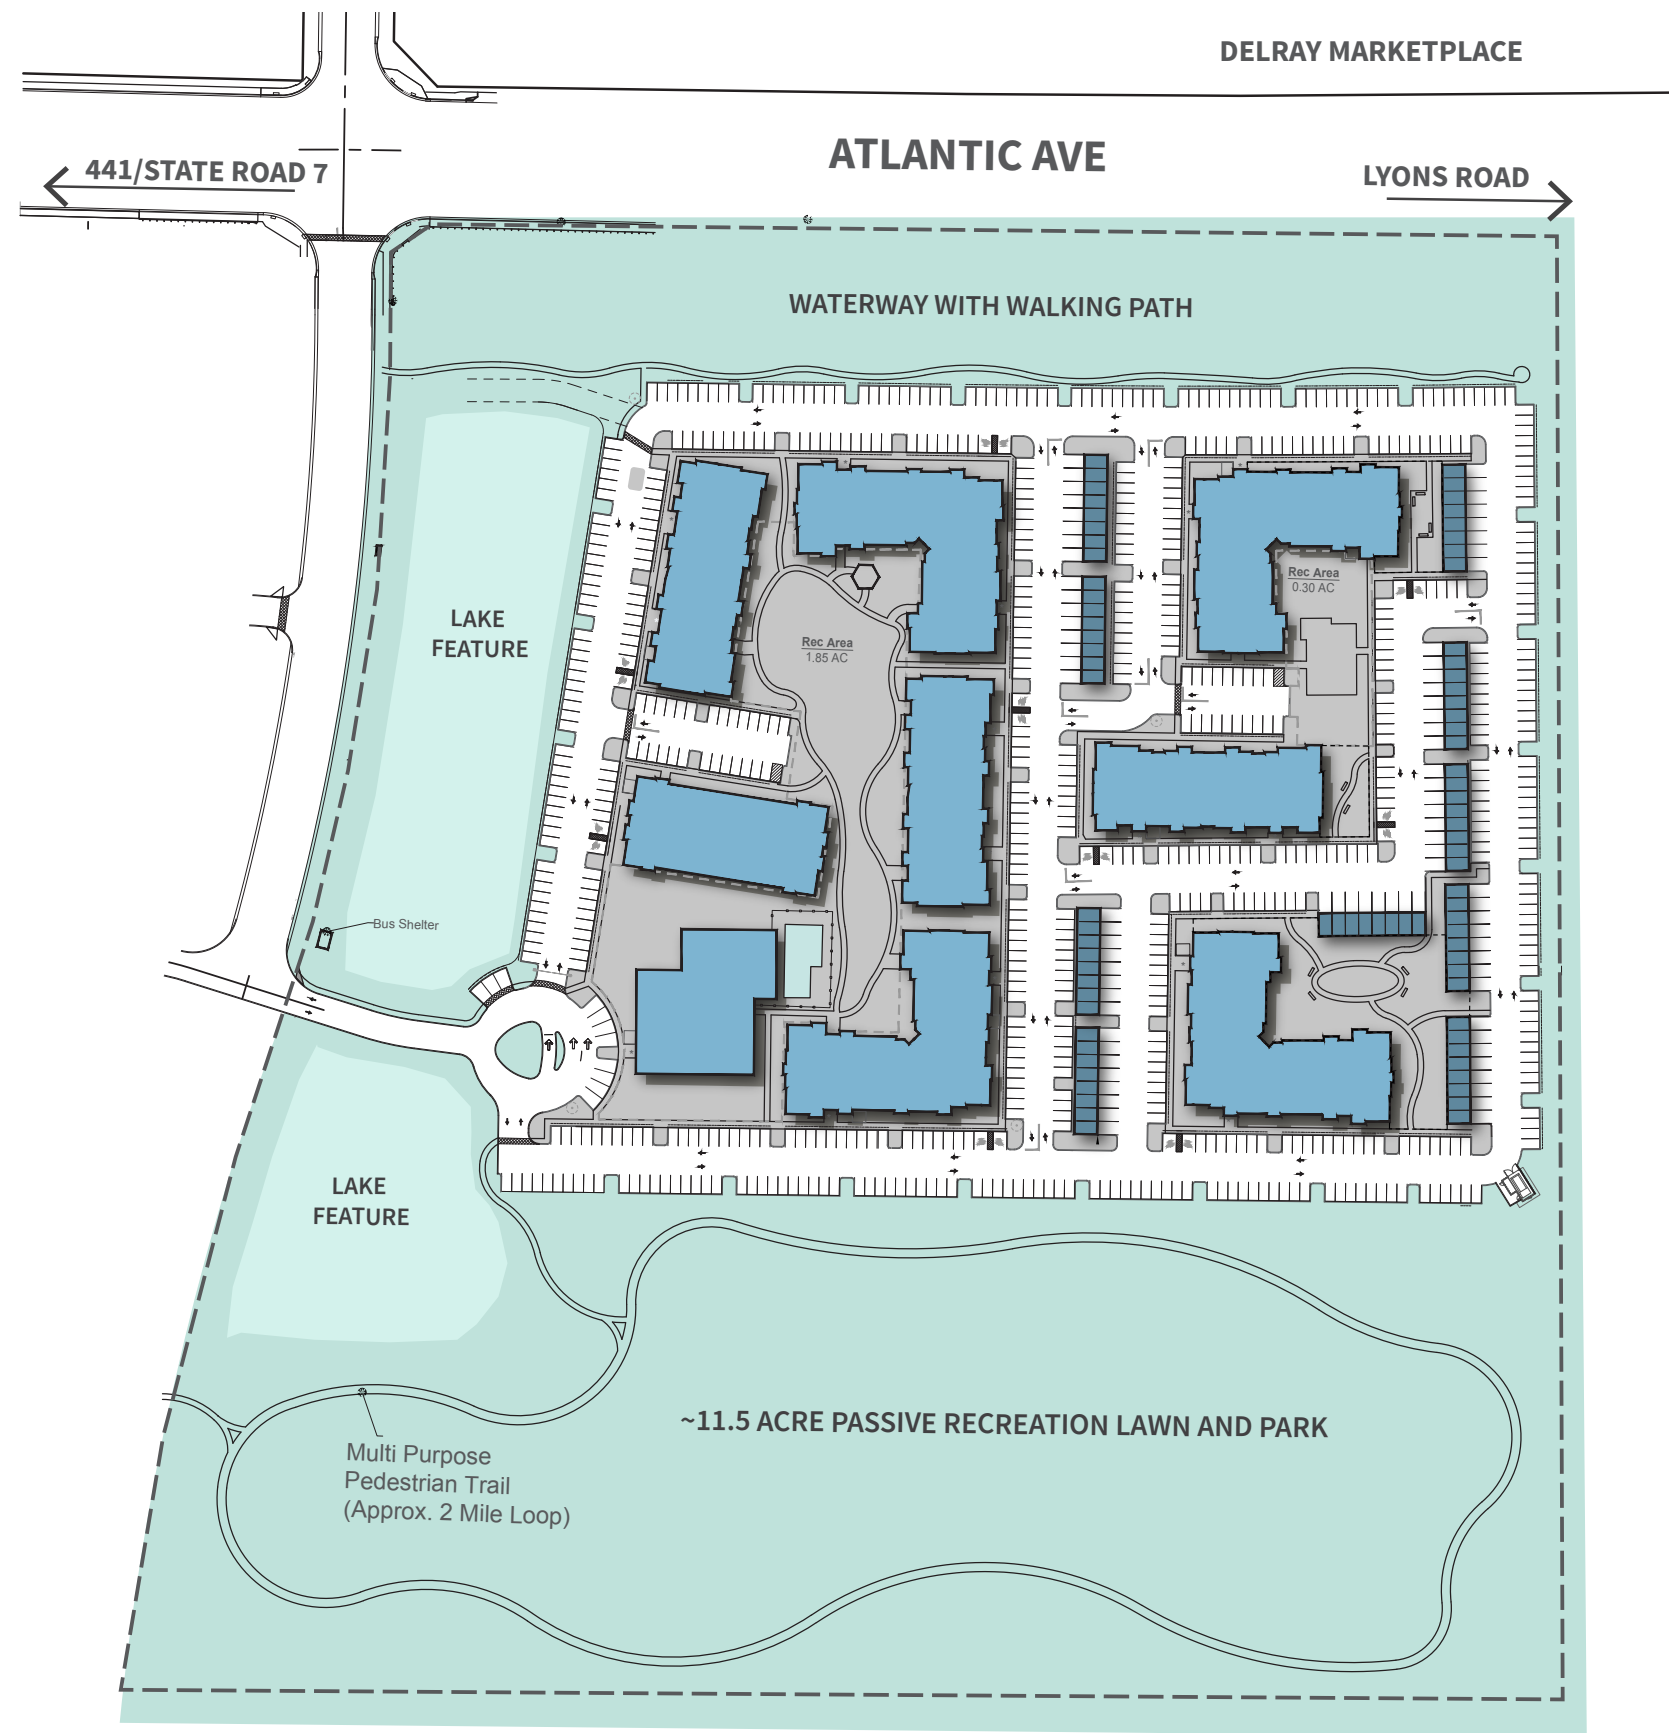 DELRAY MARKETPLACE
ATLANTIC AVE
441/STATE ROAD 7
LYONS ROAD
WATERWAY WITH WALKING PATH
LAKE
FEATURE
Rec Area
0.30 AC
Rec Area
1.85 AC
Bus Shelter
LAKE
FEATURE
~11.5 ACRE PASSIVE RECREATION LAWN AND PARK
Multi Purpose
Pedestrian Trail
(Approx. 2 Mile Loop)